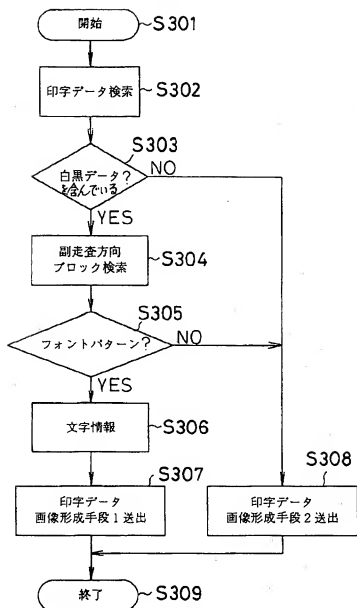 開始
S301
印字データ検索
S302
S303
白黒データ?
を含んでいる
NO
YES
副走査方向
ブロック検索
S304
S305
フォントパターン?
NO
YES
文字情報
S306
S307
印字データ
画像形成手段1送出
S308
印字データ
画像形成手段2送出
終了
S309